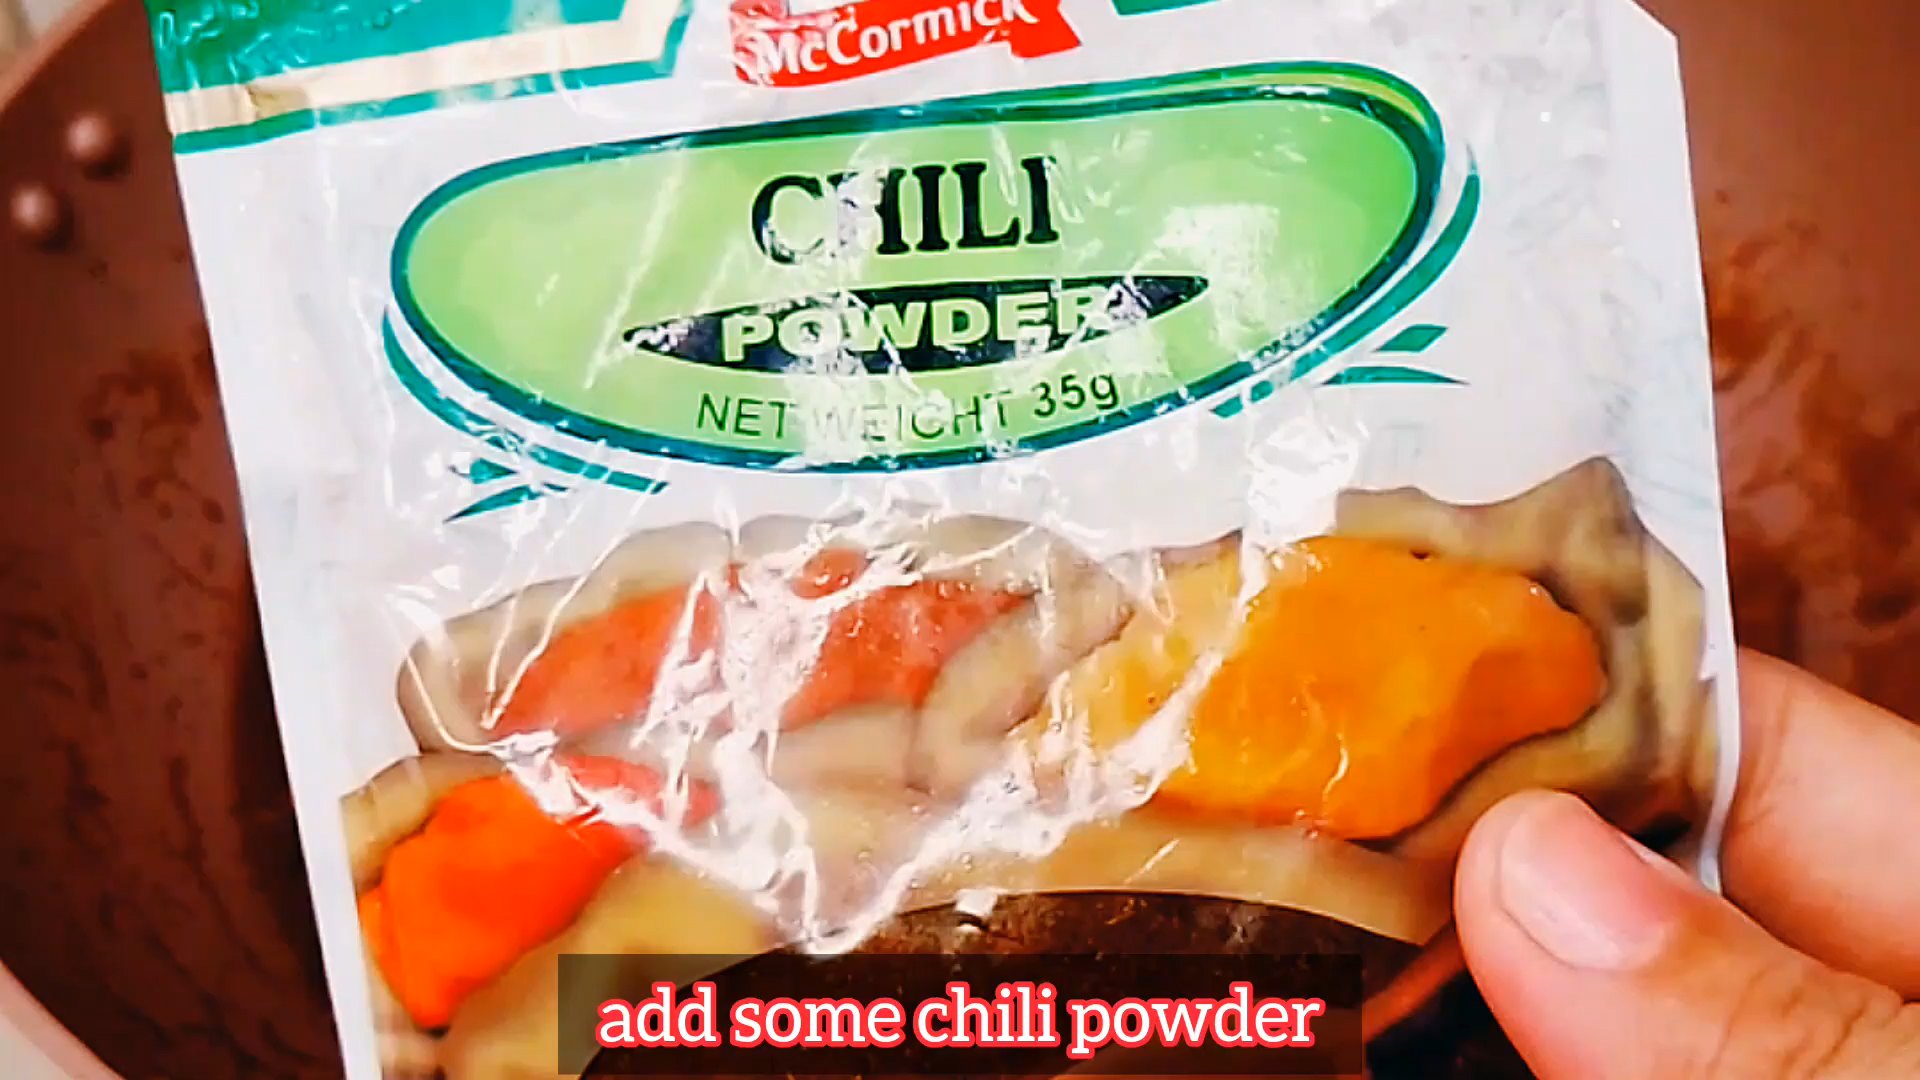 McCormick
CHILI
POWDER
NET WEIGHT 35g
add some chili powder